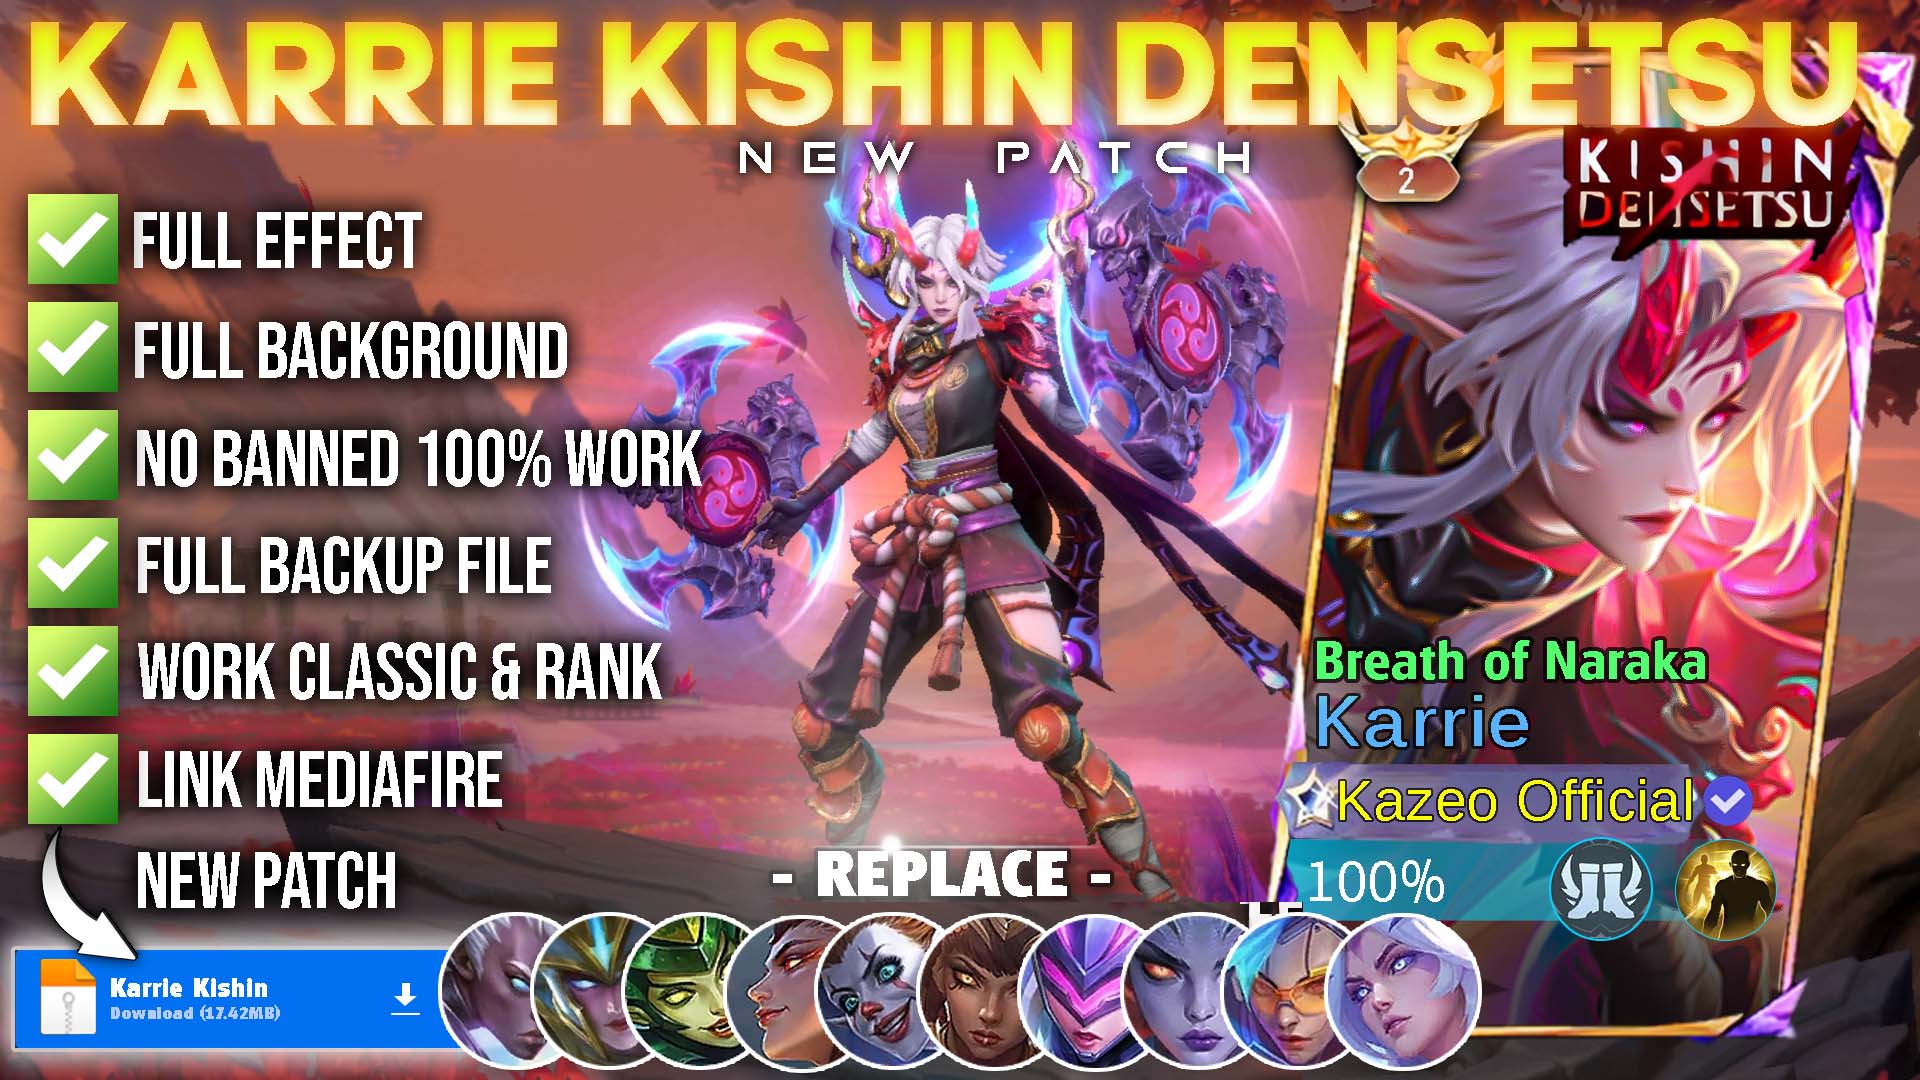 KARRIE KISHIN DENSETSU
NEW PATCH
2
KISHIN
DENSETSU
FULL EFFECT
FULL BACKGROUND
NO BANNED 100% WORK
FULL BACKUP FILE
WORK CLASSIC & RANK
LINK MEDIAFIRE
NEW PATCH
Karrie Kishin
Download (17.42MB)
- REPLACE -
Breath of Naraka
Karrie
Kazeo Official
100%